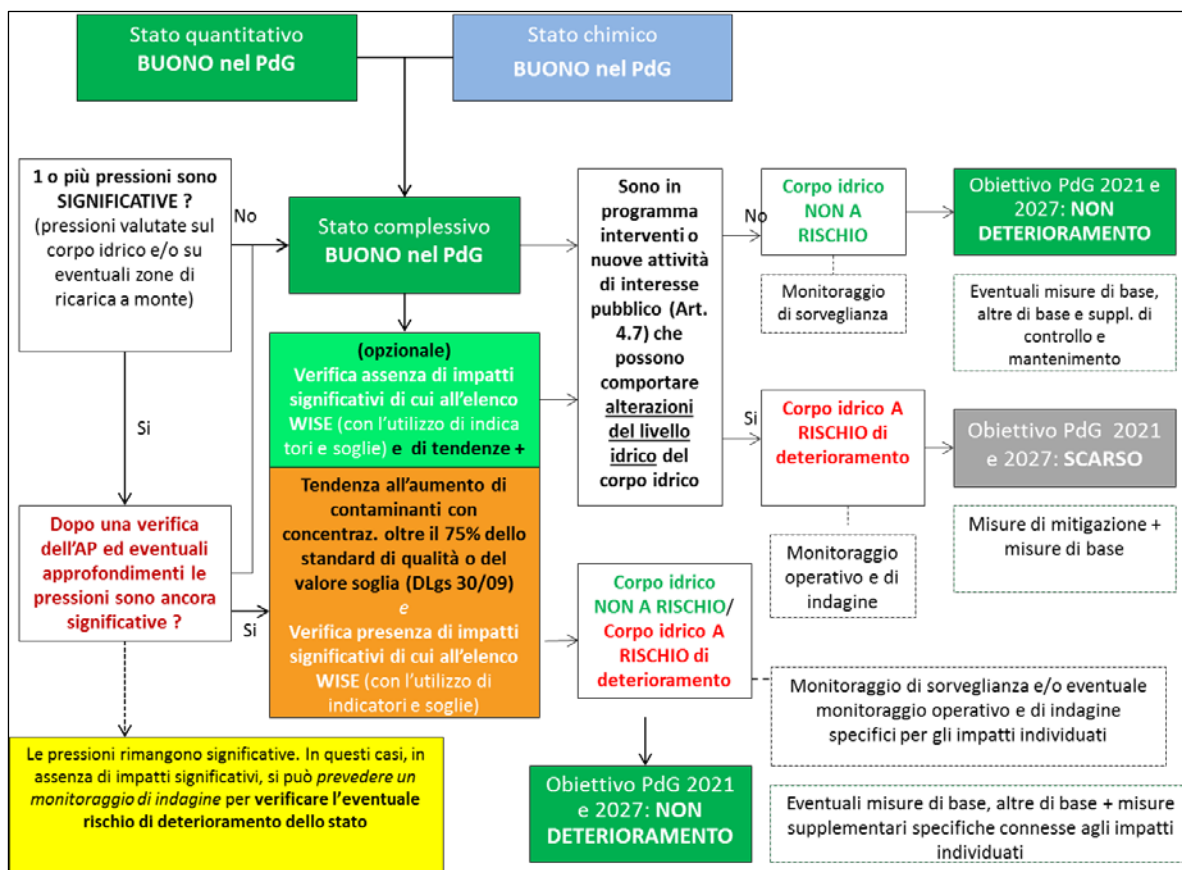 Stato quantitativo
BUONO nel PdG
Stato chimico
BUONO nel PdG
1 o più pressioni sono
SIGNIFICATIVE ?
(pressioni valutate sul
corpo idrico e/o su
eventuali zone di
ricarica a monte)
No
Stato complessivo
BUONO nel PdG
Sono in
programma
interventi o
nuove attività
di interesse
pubblico (Art.
4.7) che
possono
comportare
alterazioni
del livello
idrico del
corpo idrico
No
Corpo idrico
NON A
RISCHIO
Obiettivo PdG 2021 e
2027: NON
DETERIORAMENTO
Monitoraggio
di sorveglianza
Eventuali misure di base,
altre di base e suppl. di
controllo e
mantenimento
(opzionale)
Verifica assenza di impatti
significativi di cui all'elenco
WISE (con l'utilizzo di indica
tori e soglie) e di tendenze +
Si
Si
Corpo idrico A
RISCHIO di
deterioramento
Obiettivo PdG 2021
e 2027: SCARSO
Monitoraggio
operativo e di
indagine
Misure di mitigazione +
misure di base
Dopo una verifica
dell'AP ed eventuali
approfondimenti le
pressioni sono ancora
significative ?
Si
Tendenza all'aumento di
contaminanti con
concentraz. oltre il 75% dello
standard di qualità o del
valore soglia (DLgs 30/09)
e
Verifica presenza di impatti
significativi di cui all'elenco
WISE (con l'utilizzo di
indicatori e soglie)
Corpo idrico
NON A RISCHIO/
Corpo idrico A
RISCHIO di
deterioramento
Monitoraggio di sorveglianza e/o eventuale
monitoraggio operativo e di indagine
specifici per gli impatti individuati
Le pressioni rimangono significative. In questi casi, in
assenza di impatti significativi, si può prevedere un
monitoraggio di indagine per verificare l'eventuale
rischio di deterioramento dello stato
Obiettivo PdG 2021
e 2027: NON
DETERIORAMENTO
Eventuali misure di base, altre di base + misure
supplementari specifiche connesse agli impatti
individuati